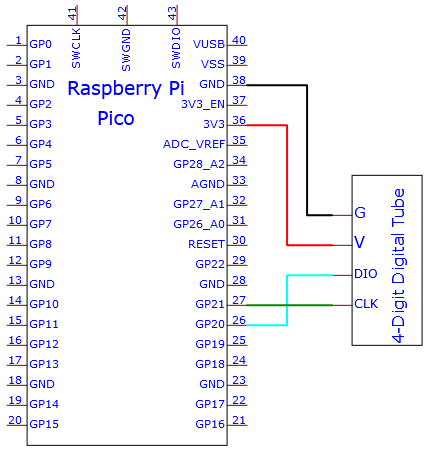 41 42 43
SWCLK SWGND SWDIO
Raspberry Pi
Pico
1 GP0 VUSB 40
2 GP1 VSS 39
3 GND GND 38
4 GP2 3V3_EN 37
5 GP3 3V3 36
6 GP4 ADC_VREF 35
7 GP5 GP28_A2 34
8 GND AGND 33
9 GP6 GP27_A1 32
10 GP7 GP26_A0 31
11 GP8 RESET 30
12 GP9 GP22 29
13 GND GND 28
14 GP10 GP21 27
15 GP11 GP20 26
16 GP12 GP19 25
17 GP13 GP18 24
18 GND GND 23
19 GP14 GP17 22
20 GP15 GP16 21
G
V
DIO
CLK
4-Digit Digital Tube